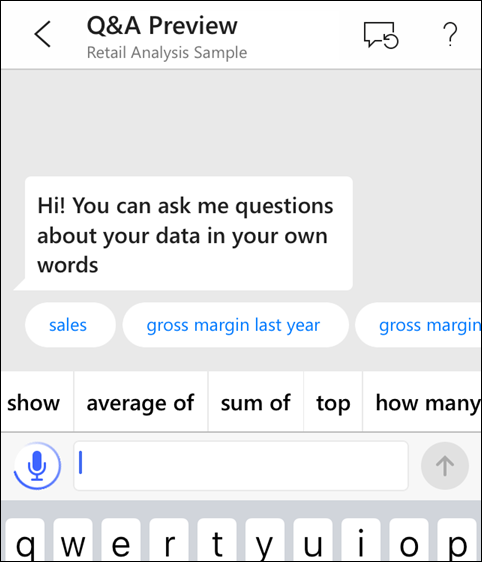 Q&A Preview
Retail Analysis Sample
?
Hi! You can ask me questions
about your data in your own
words
sales gross margin last year gross margin
show average of sum of top how many
q w e r t y u i o p